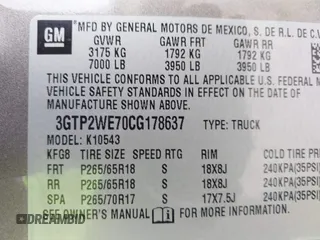 GM
MFD BY GENERAL MOTORS DE MEXICO, S. DE R.L. DE C.V.
GVWR GAWR FRT GAWR RR
3175 KG 1792 KG 1792 KG
7000 LB 3950 LB 3950 LB
THIS VEHICLE CONFORMS TO ALL APPLICABLE U.S. FEDERAL M
VEHICLE SAFETY STANDARDS IN EFFECT ON THE DATE OF
MANUFACTURE SHOWN ABOVE.
3GTP2WE70CG178637 TYPE: TRUCK
MODEL: K10543
KFG8 TIRE SIZE SPEED RTG RIM COLD TIRE PR
FRT P265/65R18 S 18X8J 240KPA(35PSI)
RR P265/65R18 S 18X8J 240KPA(35PSI)
SPA P265/70R17 S 17X7.5J 240KPA(35PSI)
SEE OWNER'S MANUAL FOR MORE INFORMATION.
DREAMBID